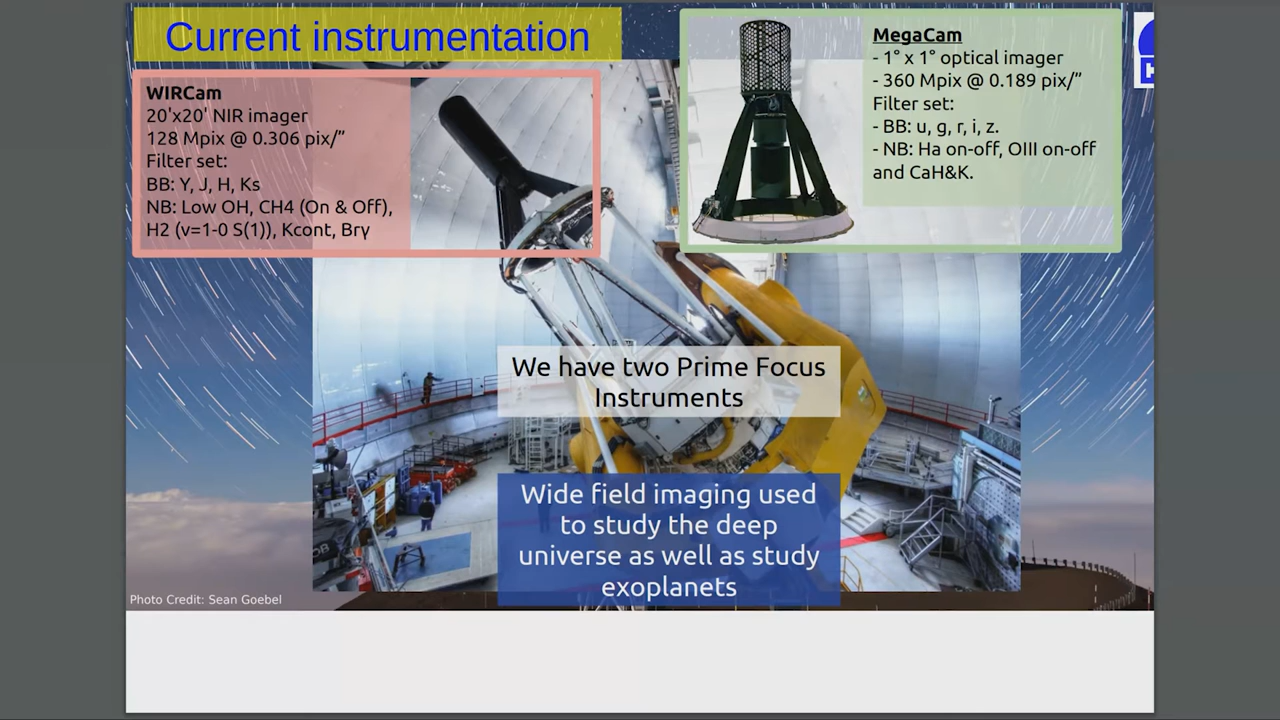 Current instrumentation
WIRCam
20'x20' NIR imager
128 Mpix @ 0.306 pix/”
Filter set:
BB: Y, J, H, Ks
NB: Low OH, CH4 (On & Off),
H2 (v=1-0 S(1)), Kcont, Brγ
MegaCam
- 1° x 1° optical imager
- 360 Mpix @ 0.189 pix/”
Filter set:
- BB: u, g, r, i, z.
- NB: Ha on-off, OIII on-off
and CaH&K.
We have two Prime Focus
Instruments
Wide field imaging used
to study the deep
universe as well as study
exoplanets
Photo Credit: Sean Goebel